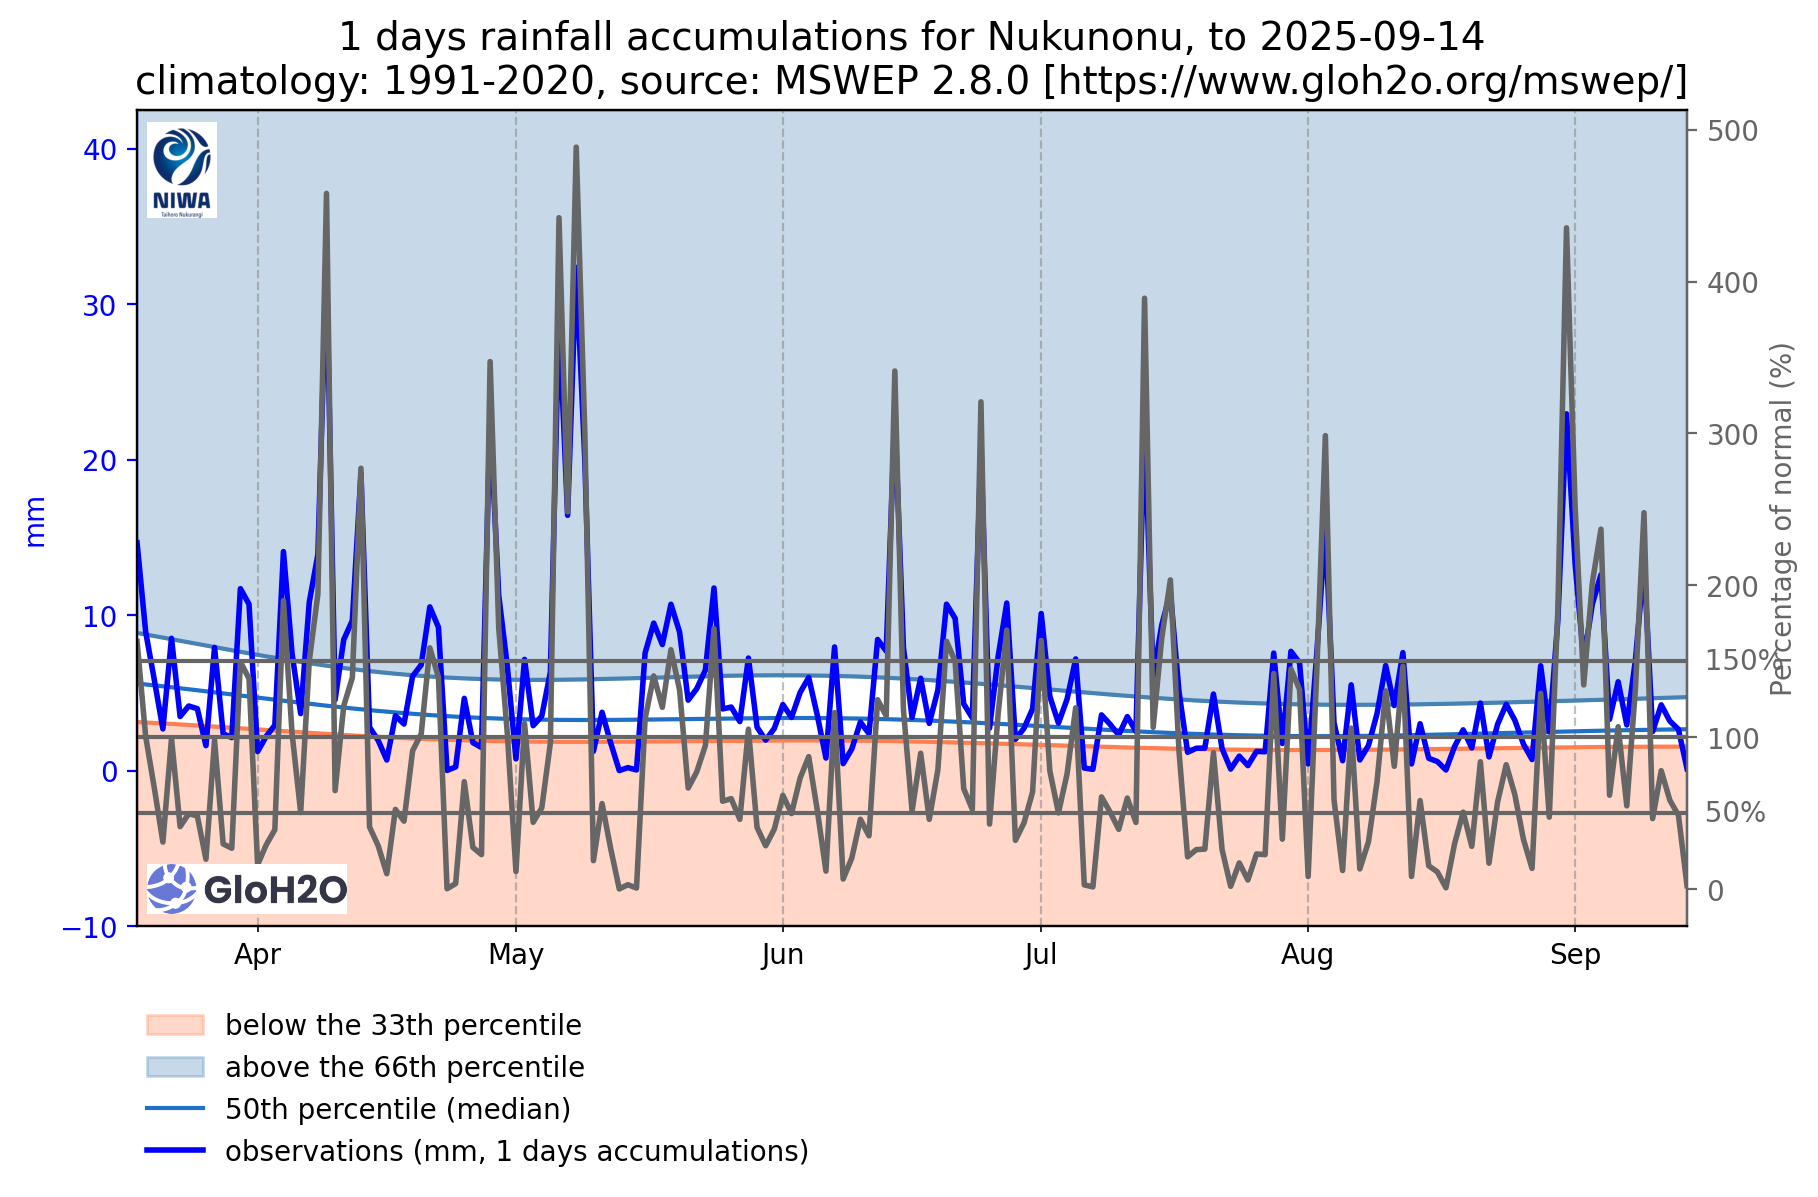 1 days rainfall accumulations for Nukunonu, to 2025-09-14
climatology: 1991-2020, source: MSWEP 2.8.0 [https://www.gloh2o.org/mswep/]
NIWA
Taihoro Nukurangi
GloH2O
mm
40
30
20
10
0
−10
Apr
May
Jun
Jul
Aug
Sep
500
400
300
200
150%
100
50%
0
Percentage of normal (%)
below the 33th percentile
above the 66th percentile
50th percentile (median)
observations (mm, 1 days accumulations)